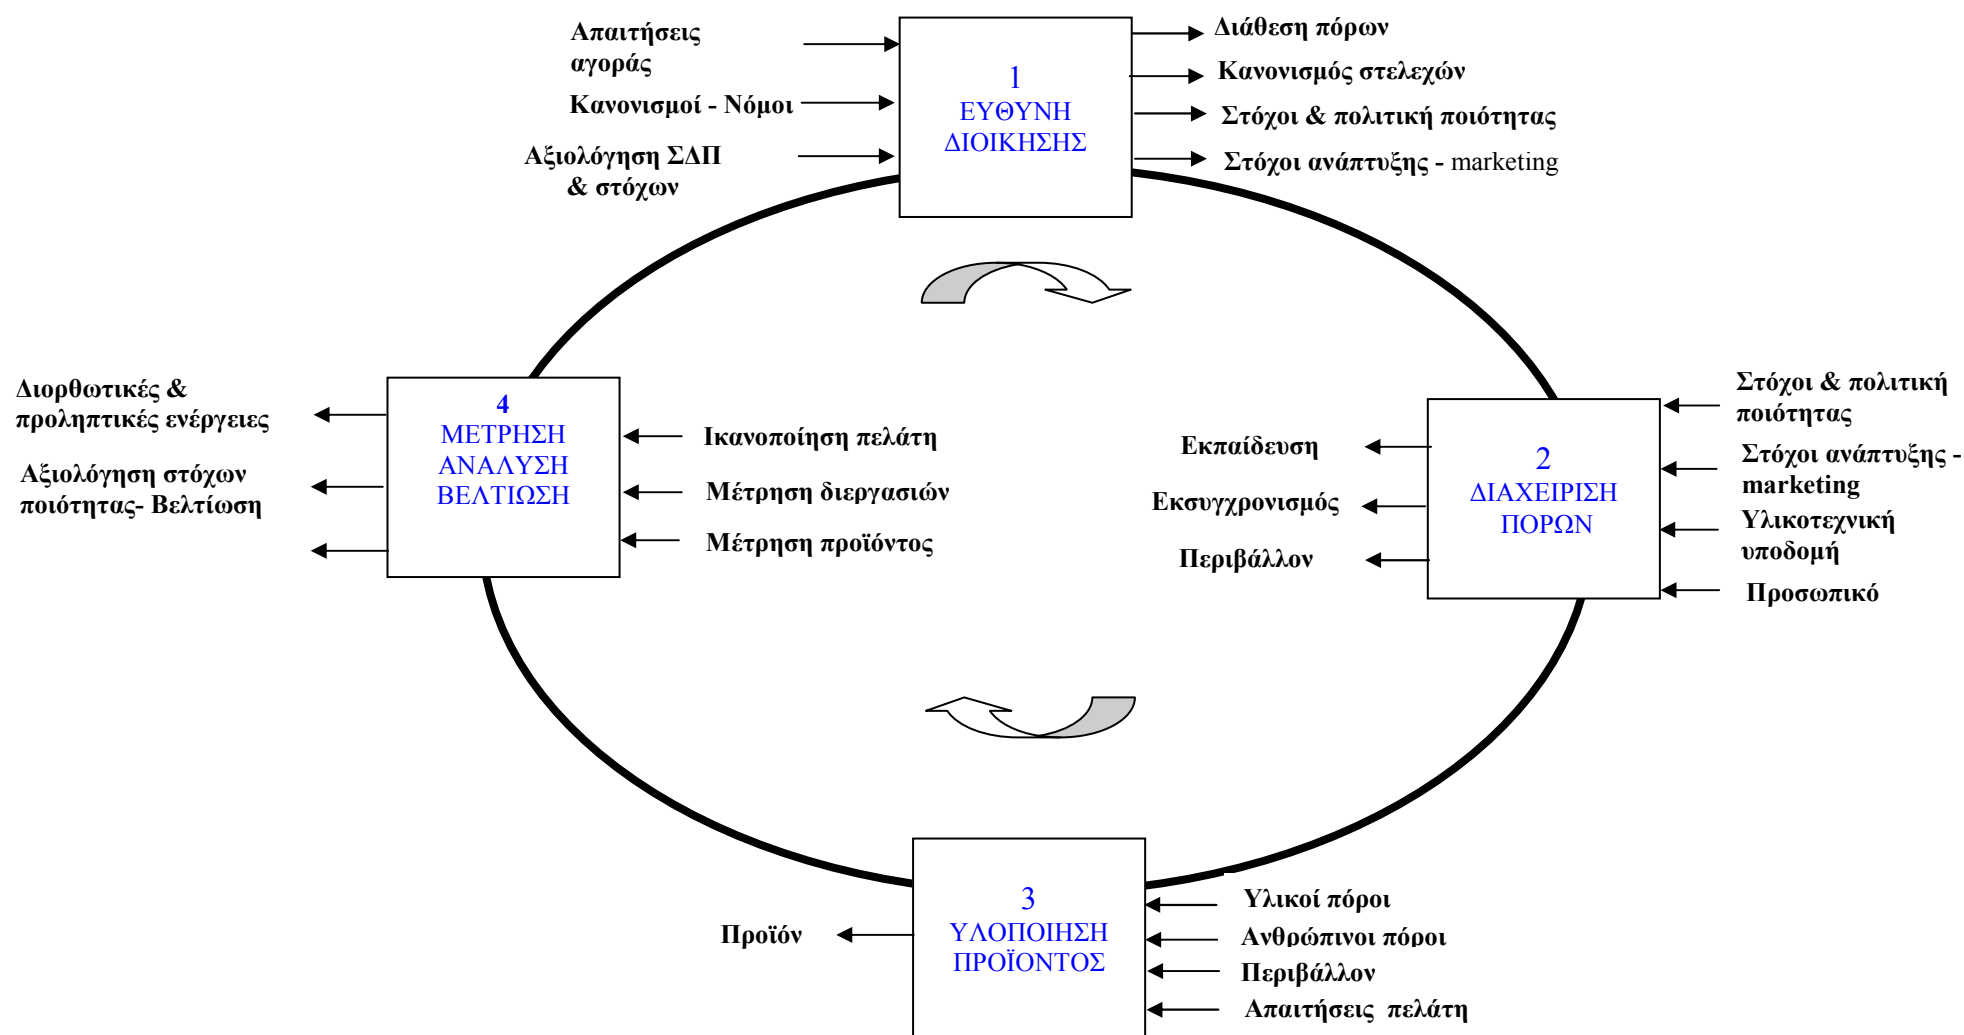 Απαιτήσεις
αγοράς
Κανονισμοί - Νόμοι
Αξιολόγηση ΣΔΠ
& στόχων
1
ΕΥΘΥΝΗ
ΔΙΟΙΚΗΣΗΣ
Διάθεση πόρων
Κανονισμός στελεχών
Στόχοι & πολιτική ποιότητας
Στόχοι ανάπτυξης - marketing
Διορθωτικές &
προληπτικές ενέργειες
Αξιολόγηση στόχων
ποιότητας- Βελτίωση
4
ΜΕΤΡΗΣΗ
ΑΝΑΛΥΣΗ
ΒΕΛΤΙΩΣΗ
Ικανοποίηση πελάτη
Μέτρηση διεργασιών
Μέτρηση προϊόντος
Εκπαίδευση
Εκσυγχρονισμός
Περιβάλλον
2
ΔΙΑΧΕΙΡΙΣΗ
ΠΟΡΩΝ
Στόχοι & πολιτική
ποιότητας
Στόχοι ανάπτυξης -
marketing
Υλικοτεχνική
υποδομή
Προσωπικό
Προϊόν
3
ΥΛΟΠΟΙΗΣΗ
ΠΡΟΪΟΝΤΟΣ
Υλικοί πόροι
Ανθρώπινοι πόροι
Περιβάλλον
Απαιτήσεις πελάτη